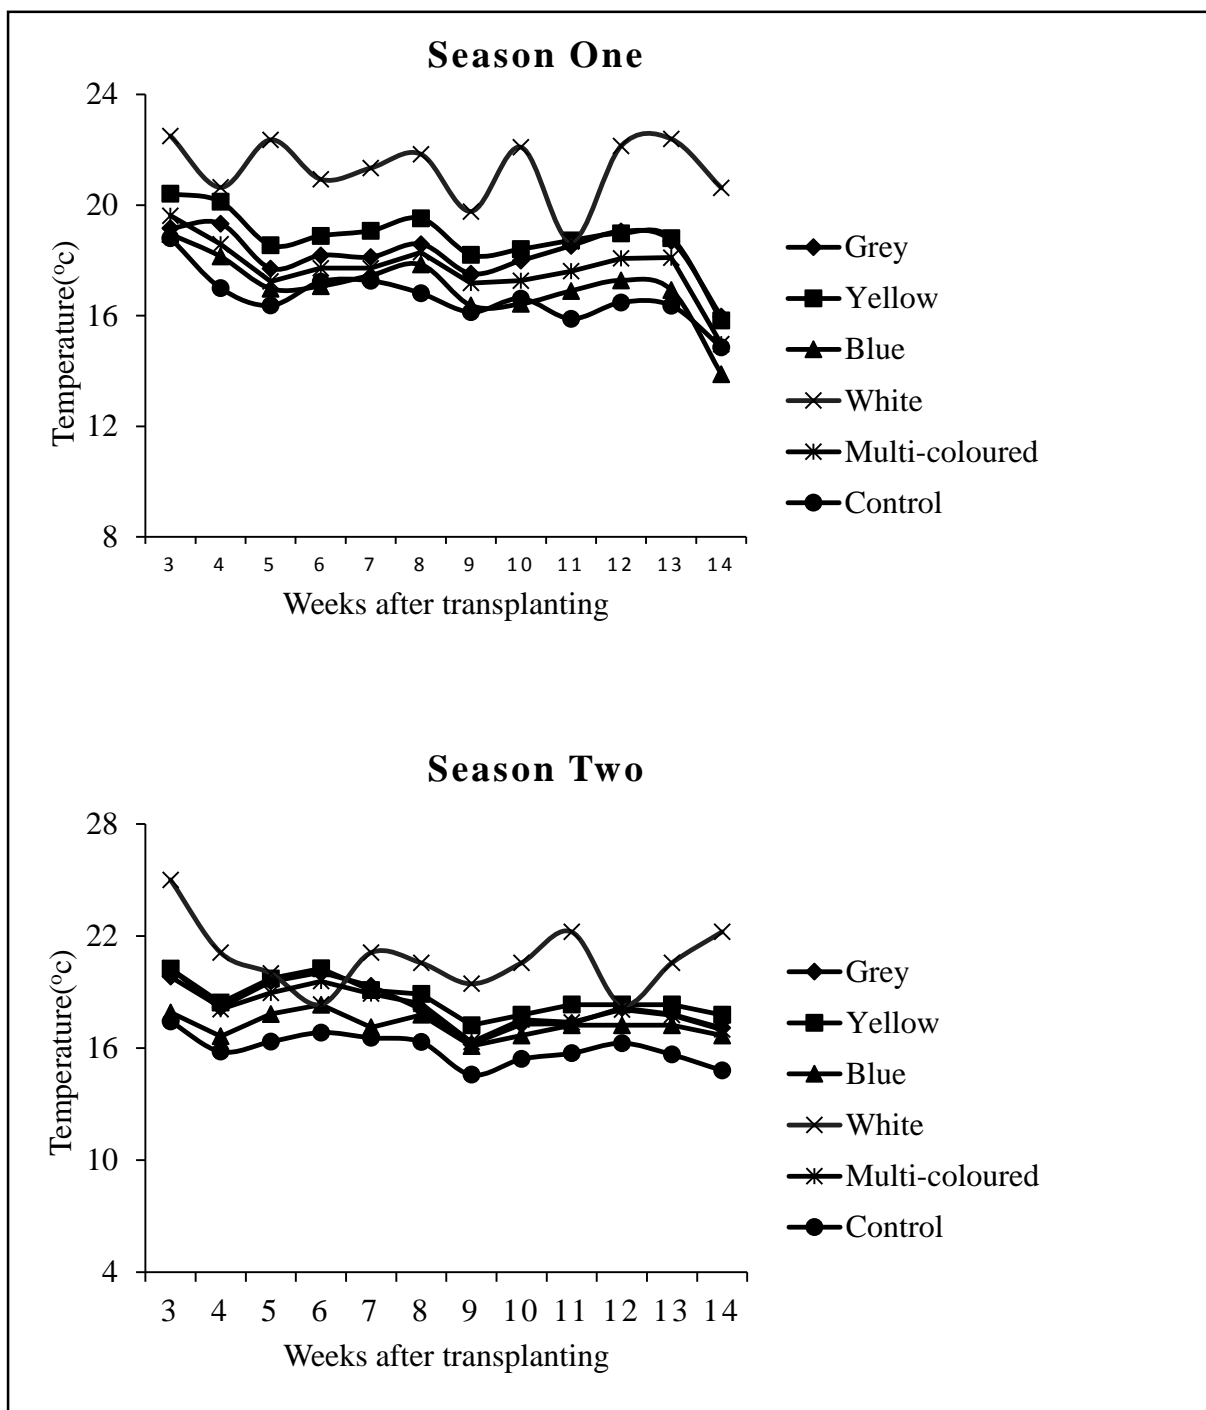 Season One
24
20
16
12
8
Temperature(ºc)
3 4 5 6 7 8 9 10 11 12 13 14
Weeks after transplanting
Grey
Yellow
Blue
White
Multi-coloured
Control
Season Two
28
22
16
10
4
Temperature(ºc)
3 4 5 6 7 8 9 10 11 12 13 14
Weeks after transplanting
Grey
Yellow
Blue
White
Multi-coloured
Control